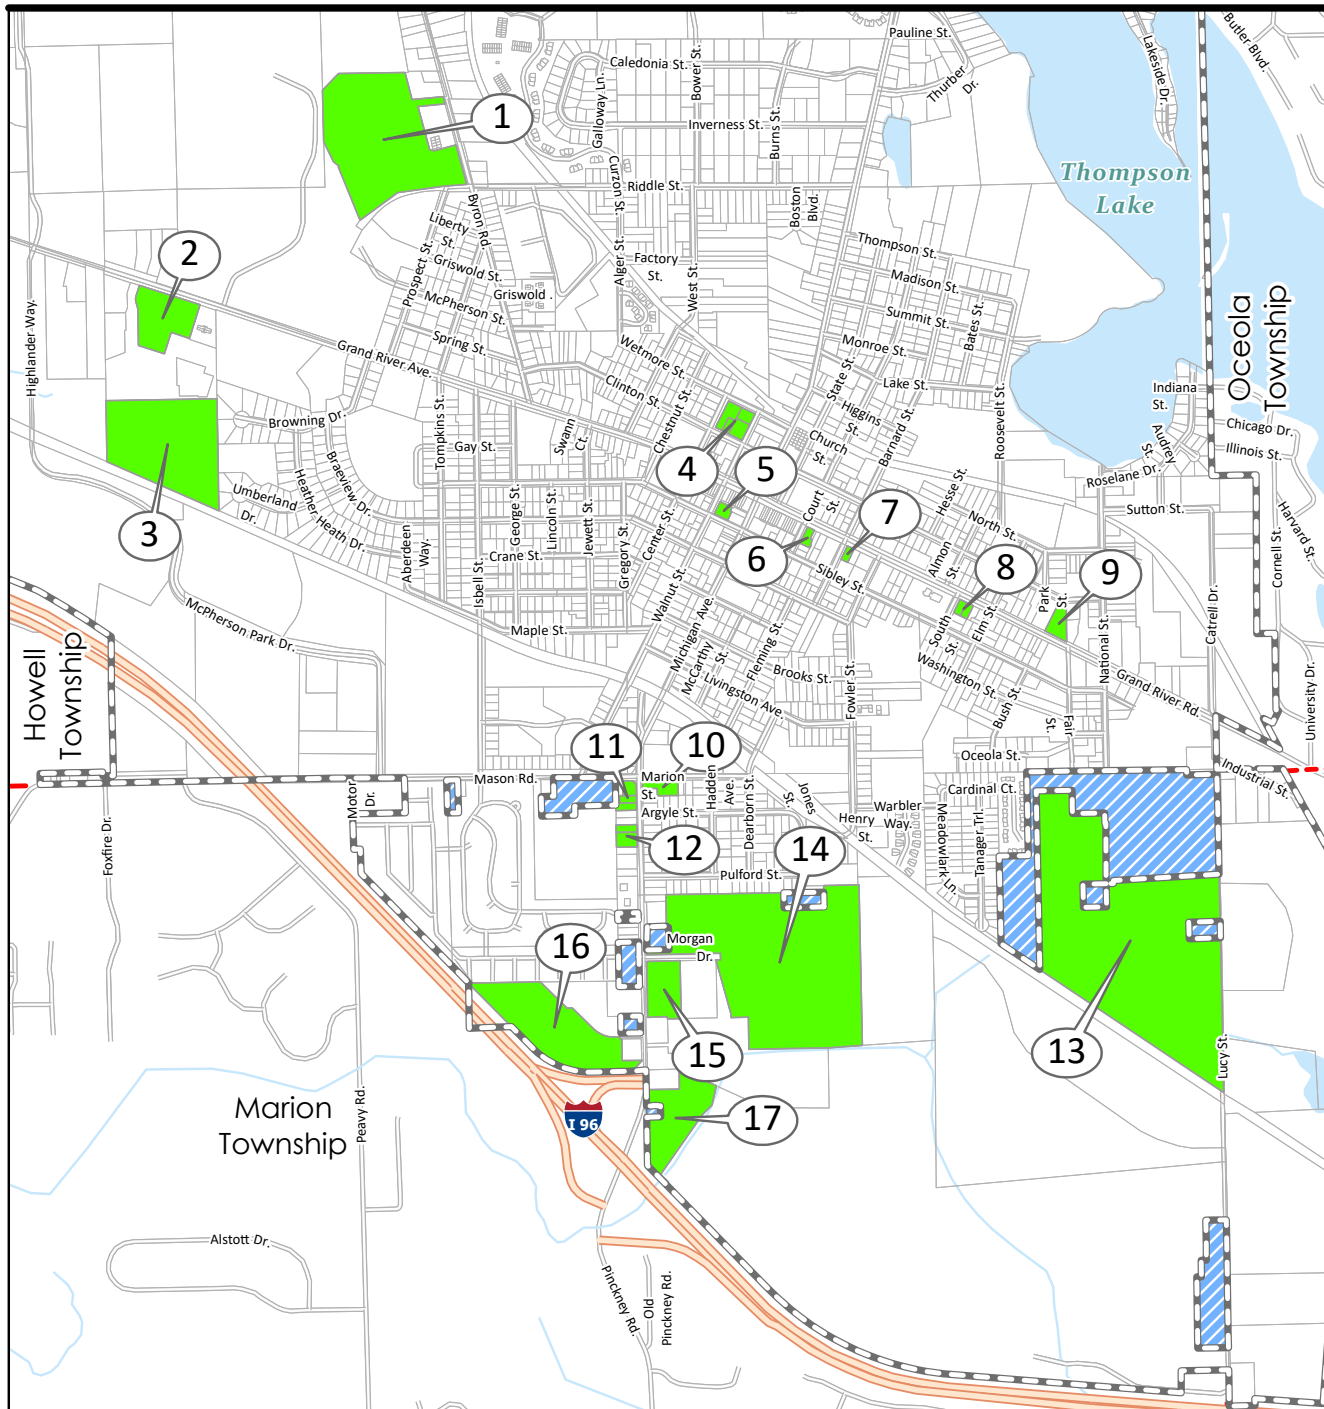 Pauline St.
Butler Blvd.
Lakeside Dr.
Caledonia St.
Bower St.
Thurber
Dr.
Galloway Ln.
1
Inverness St.
Burns St.
Thompson
Lake
Curzon St.
Riddle St.
Boston
Blvd.
Byron Rd.
Liberty
St.
2
Prospect St.
Griswold St.
Alger St.
Factory
St.
West St.
Thompson St.
Madison St.
Griswold .
McPherson St.
Summit St.
Bates St.
Oceola
Township
Highlander Way.
Grand River Ave.
Spring St.
Wetmore St.
Monroe St.
State St.
Clinton St.
Chestnut St.
Lake St.
Higgins
St.
Indiana
St.
Browning Dr.
Tompkins St.
Gay St.
Swann
Ct.
Church
St.
Barnard St.
Roosevelt St.
Chicago Dr.
Illinois St.
Audrey
St.
Roselane Dr.
4
5
Braeview Dr.
Heather Heath Dr.
Umberland
Dr.
3
George St.
Lincoln St.
Jewett St.
Gregory St.
Center St.
Court
St.
7
Hesse St.
North St.
Sutton St.
Harvard St.
Cornell St.
Aberdeen
Way.
Crane St.
Isbell St.
6
Sibley St.
Almon
St.
8
9
Park
St.
Walnut St.
Catrell Dr.
McPherson Park Dr.
Maple St.
Michigan Ave.
McCarthy
St.
Fleming St.
South
St.
Elm St.
National St.
Brooks St.
Washington St.
Livingston Ave.
Fowler St.
Grand River Rd.
University Dr.
Howell
Township
Bush St.
Fair
St.
Oceola St.
11
10
Mason Rd.
Marion
St.
Hadden
Ave.
Dearborn St.
Jones
St.
Industrial St.
Motor
Dr.
Cardinal Ct.
Argyle St.
Henry
St.
Warbler
Way.
Meadowlark Ln.
Tanager Trl.
Foxfire Dr.
12
14
Pulford St.
16
Morgan
Dr.
15
13
Lucy St.
Marion
Township
Peavy Rd.
I 96
17
Alstott Dr.
Pinckney Rd.
Old
Pinckney Rd.